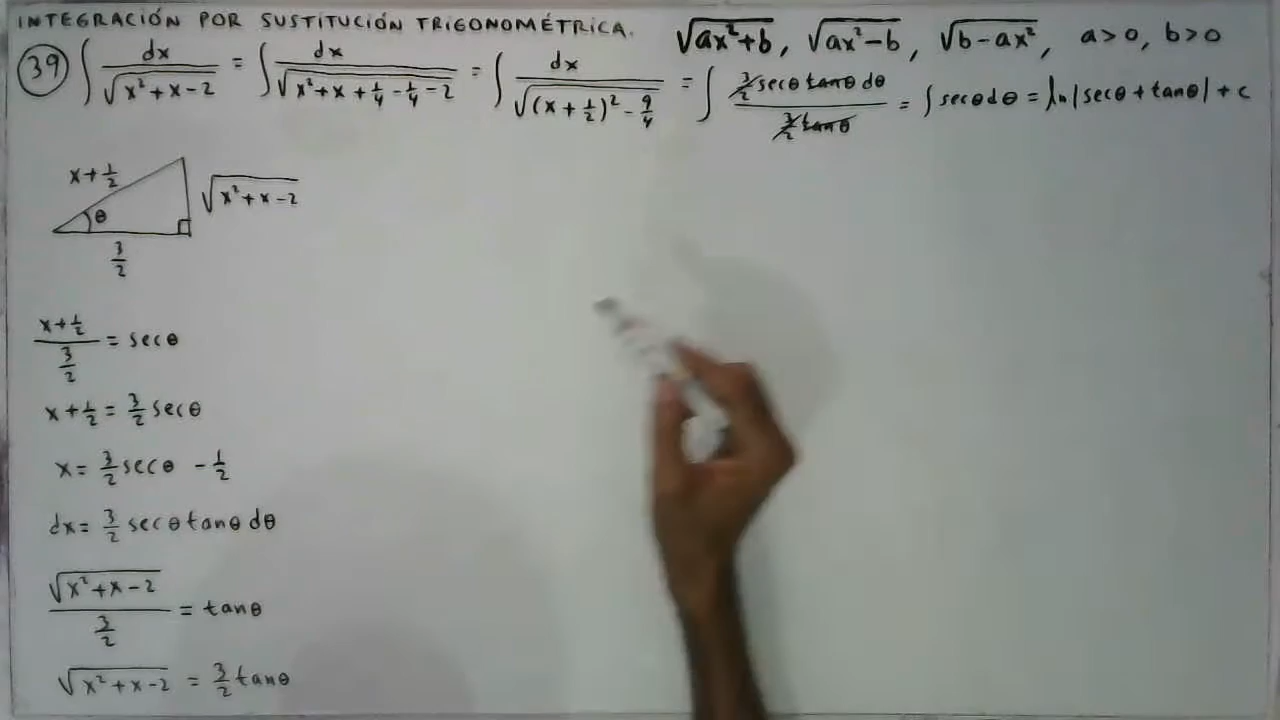 INTEGRACIÓN POR SUSTITUCIÓN TRIGONOMÉTRICA. √(ax²+b), √(ax²-b), √(b-ax²), a>0, b>0
39 ∫ dx/√(x²+x-2) = ∫ dx/√(x²+x+1/4-1/4-2) = ∫ dx/√((x+1/2)²-9/4) = ∫ (3/2 secθ tanθ dθ)/(3/2 tanθ) = ∫ secθdθ = ln|secθ+tanθ|+c
x+1/2
√(x²+x-2)
θ
3/2
(x+1/2)/(3/2) = secθ
x+1/2 = 3/2 secθ
x = 3/2 secθ - 1/2
dx = 3/2 secθ tanθ dθ
√(x²+x-2)/(3/2) = tanθ
√(x²+x-2) = 3/2 tanθ